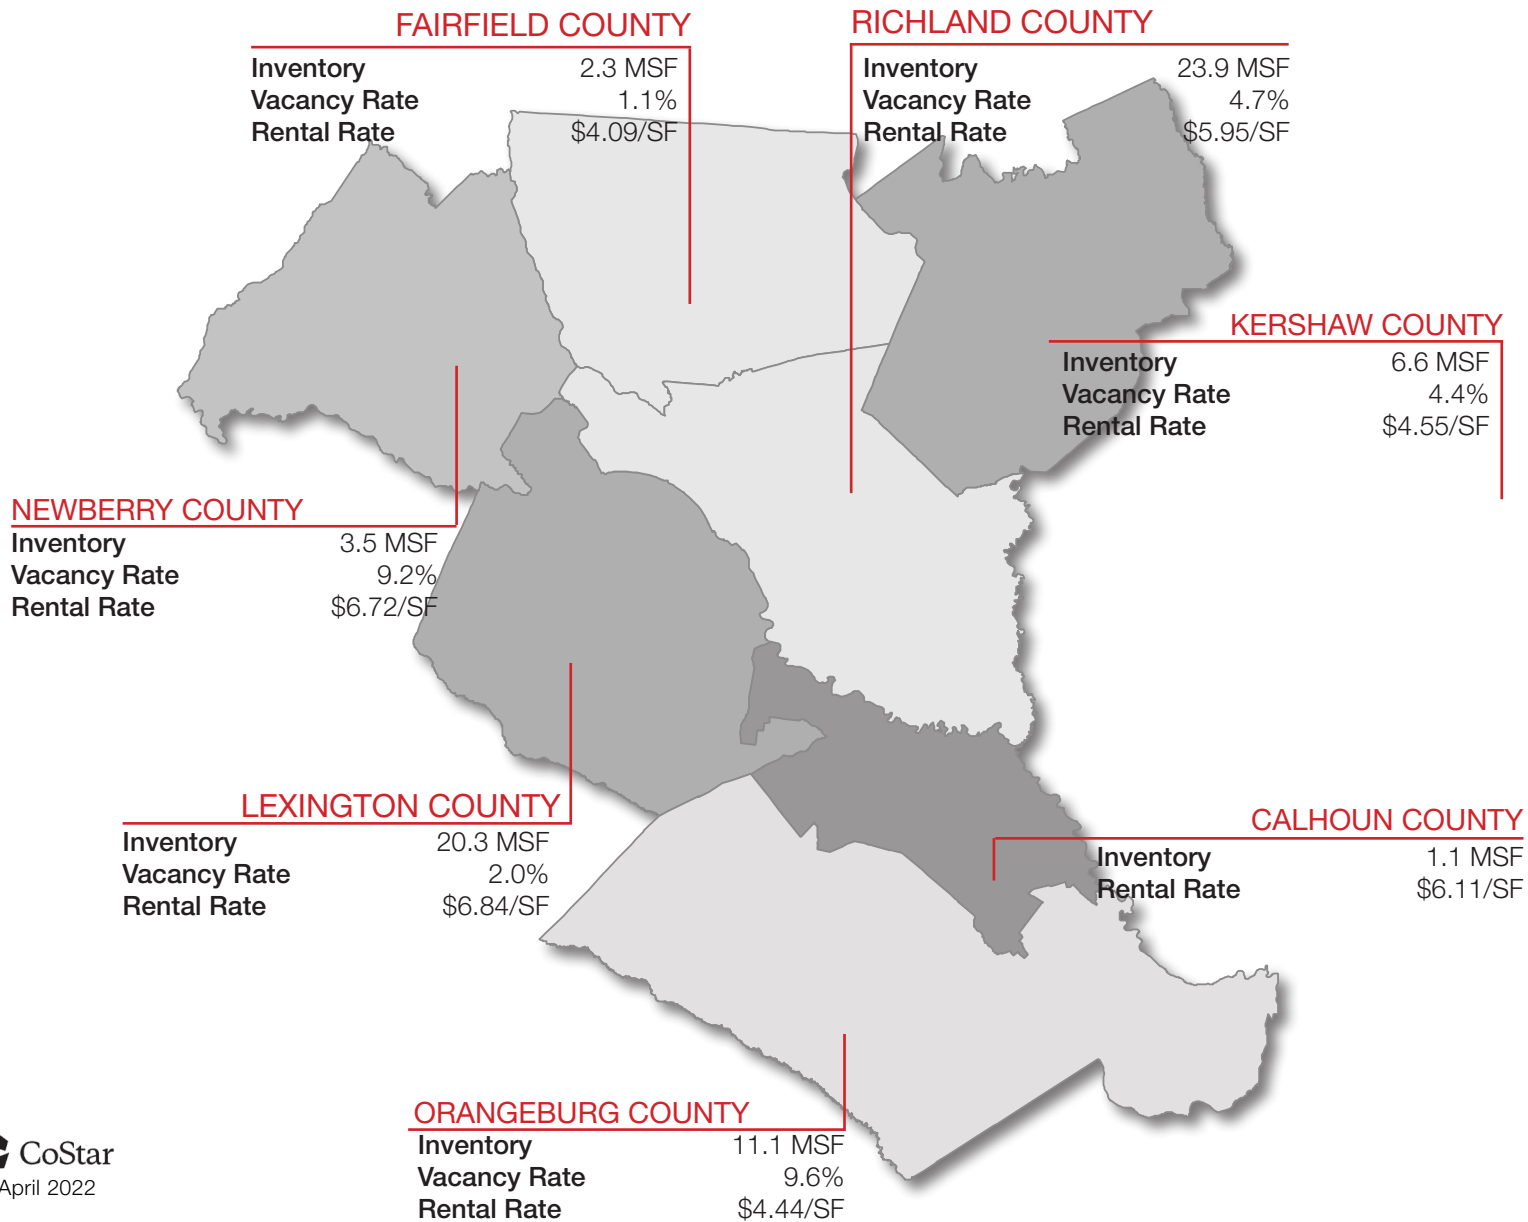 FAIRFIELD COUNTY
Inventory 2.3 MSF
Vacancy Rate 1.1%
Rental Rate $4.09/SF
RICHLAND COUNTY
Inventory 23.9 MSF
Vacancy Rate 4.7%
Rental Rate $5.95/SF
KERSHAW COUNTY
Inventory 6.6 MSF
Vacancy Rate 4.4%
Rental Rate $4.55/SF
NEWBERRY COUNTY
Inventory 3.5 MSF
Vacancy Rate 9.2%
Rental Rate $6.72/SF
LEXINGTON COUNTY
Inventory 20.3 MSF
Vacancy Rate 2.0%
Rental Rate $6.84/SF
CALHOUN COUNTY
Inventory 1.1 MSF
Rental Rate $6.11/SF
ORANGEBURG COUNTY
Inventory 11.1 MSF
Vacancy Rate 9.6%
Rental Rate $4.44/SF
CoStar
April 2022